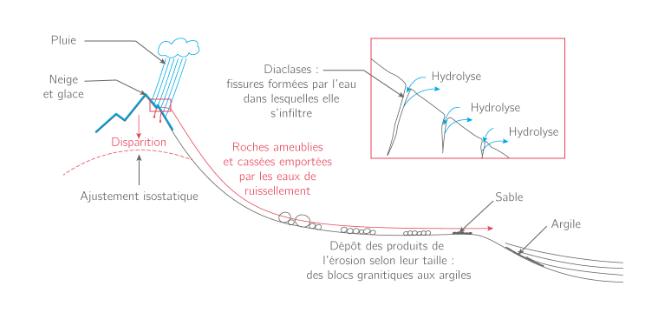 Pluie
Neige
et glace
Disparition
Ajustement isostatique
Diaclases :
fissures formées par l'eau
dans lesquelles elle
s'infiltre
Hydrolyse
Hydrolyse
Hydrolyse
Roches ameublies
et cassées emportées
par les eaux de
ruissellement
Sable
Argile
Dépôt des produits de
l'érosion selon leur taille :
des blocs granitiques aux argiles